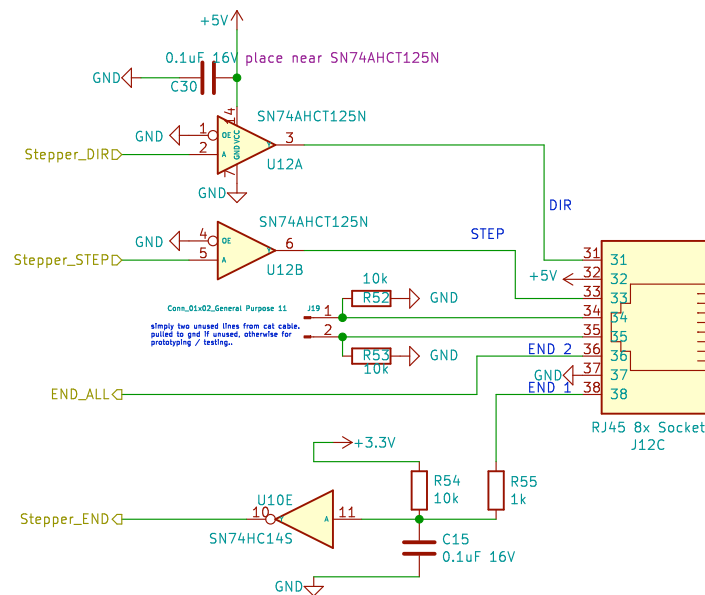 +5V
0.1uF 16V place near SN74AHCT125N
GND
C30
14
SN74AHCT125N
GND 1 OE VCC 3
Stepper_DIR 2 A GND Y
U12A
7
GND
DIR
SN74AHCT125N
GND 4 OE 6 STEP
Stepper_STEP 5 A Y
U12B
31 31
+5V 32 32
33 33
34 34
35 35
END 2 36 36
GND 37 37
END 1 38 38
RJ45 8x Socket
J12C
10k
R52 GND
Conn_01x02_General Purpose 11 J19 1
2
simply two unused lines from cat cable.
pulled to gnd if unused, otherwise for
prototyping / testing..
R53 GND
10k
END_ALL
+3.3V
R54
10k
R55
1k
U10E
Stepper_END 10 Y A 11
SN74HC14S
C15
0.1uF 16V
GND